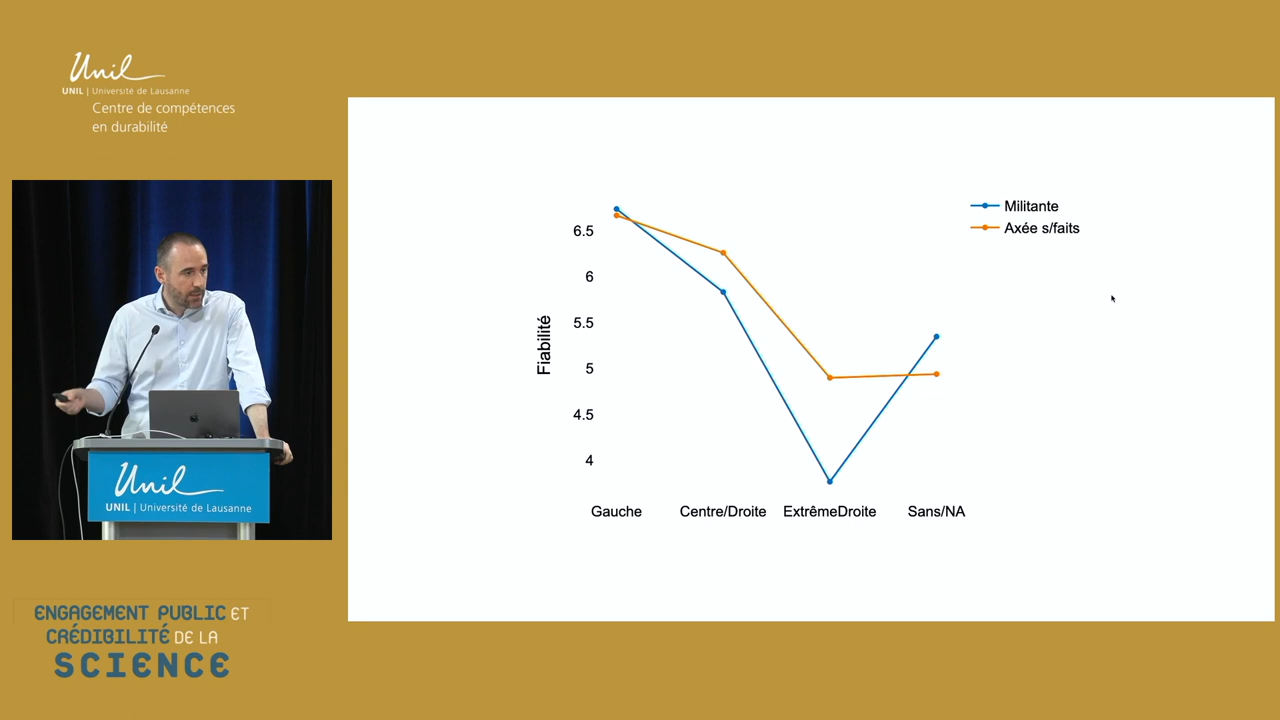 Unil
UNIL | Université de Lausanne
Centre de compétences
en durabilité
Unil
UNIL | Université de Lausanne
ENGAGEMENT PUBLIC ET
CRÉDIBILITÉ DE LA
SCIENCE
Militante
Axée s/faits
Fiabilité
6.5
6
5.5
5
4.5
4
Gauche
Centre/Droite
ExtrêmeDroite
Sans/NA